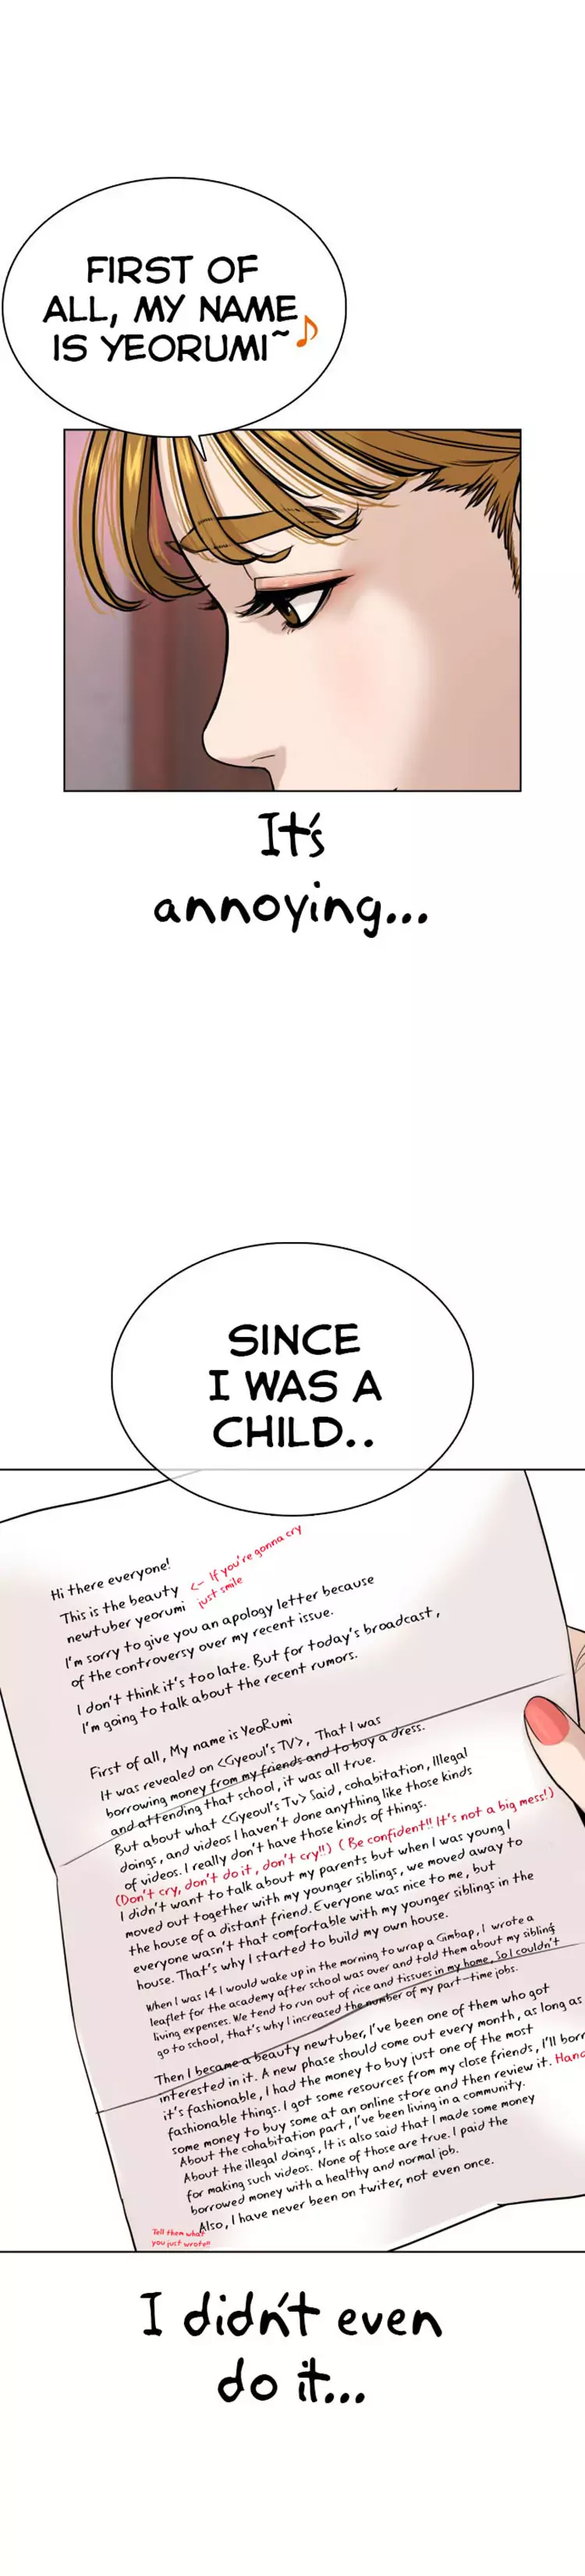 FIRST OF
ALL, MY NAME
IS YEORUMI~♪
It's
annoying...
SINCE
I WAS A
CHILD..
Hi there everyone!
This is the beauty <- If you're gonna cry
newtuber yeorumi just smile
I'm sorry to give you an apology letter because
of the controversy over my recent issue.
I don't think it's too late. But for today's broadcast,
I'm going to talk about the recent rumors.
First of all, My name is YeoRumi
It was revealed on <Gyeoul's TV>, That I was
borrowing money from my friends and to buy a dress.
and attending that school, it was all true.
But about what <Gyeoul's Tv> Said, cohabitation, Illegal
doings, and videos I haven't done anything like those kinds
of videos. I really don't have those kinds of things.
(Don't cry, don't do it, don't cry!!) (Be confident!! It's not a big mess!)
I didn't want to talk about my parents but when I was young I
moved out together with my younger siblings, we moved away to
the house of a distant friend. Everyone was nice to me, but
everyone wasn't that comfortable with my younger siblings in the
house. That's why I started to build my own house.
When I was 14 I would wake up in the morning to wrap a Gimbap, I wrote a
leaflet for the academy after school was over and told them about my sibling
living expenses. We tend to run out of rice and tissues in my home, So I couldn't
go to school, that's why I increased the number of my part-time jobs.
Then I became a beauty newtuber, I've been one of them who got
interested in it. A new phase should come out every month, as long as
it's fashionable, I had the money to buy just one of the most
fashionable things. I got some resources from my close friends, I'll borr
some money to buy some at an online store and then review it. Hand
About the cohabitation part, I've been living in a community.
About the illegal doings, It is also said that I made some money
for making such videos. None of those are true. I paid the
borrowed money with a healthy and normal job.
Also, I have never been on twiter, not even once.
Tell them what
you just wrote!!
I didn't even
do it...